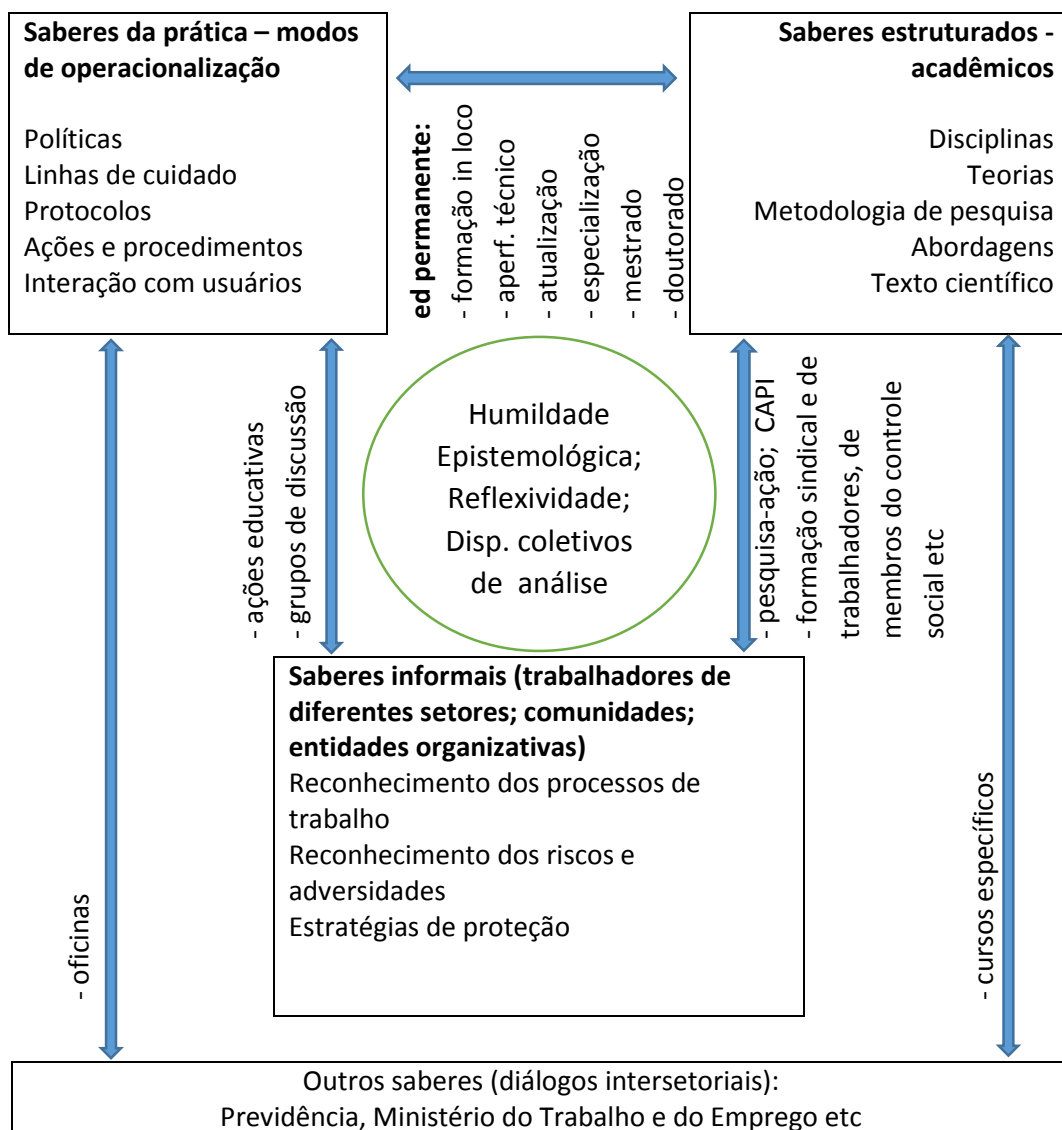 Saberes da prática – modos
de operacionalização
Políticas
Linhas de cuidado
Protocolos
Ações e procedimentos
Interação com usuários
ed permanente:
- formação in loco
- aperf. técnico
- atualização
- especialização
- mestrado
- doutorado
Saberes estruturados -
acadêmicos
Disciplinas
Teorias
Metodologia de pesquisa
Abordagens
Texto científico
- ações educativas
- grupos de discussão
Humildade
Epistemológica;
Reflexividade;
Disp. coletivos
de análise
- pesquisa-ação; CAPI
- formação sindical e de
trabalhadores, de
membros do controle
social etc
Saberes informais (trabalhadores de
diferentes setores; comunidades;
entidades organizativas)
Reconhecimento dos processos de
trabalho
Reconhecimento dos riscos e
adversidades
Estratégias de proteção
- oficinas
- cursos específicos
Outros saberes (diálogos intersetoriais):
Previdência, Ministério do Trabalho e do Emprego etc